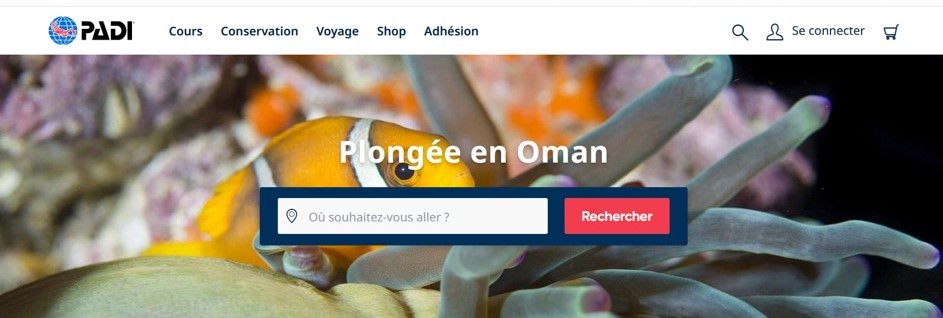 PADI
Cours Conservation Voyage Shop Adhésion
Se connecter
Plongée en Oman
Où souhaitez-vous aller ?
Rechercher